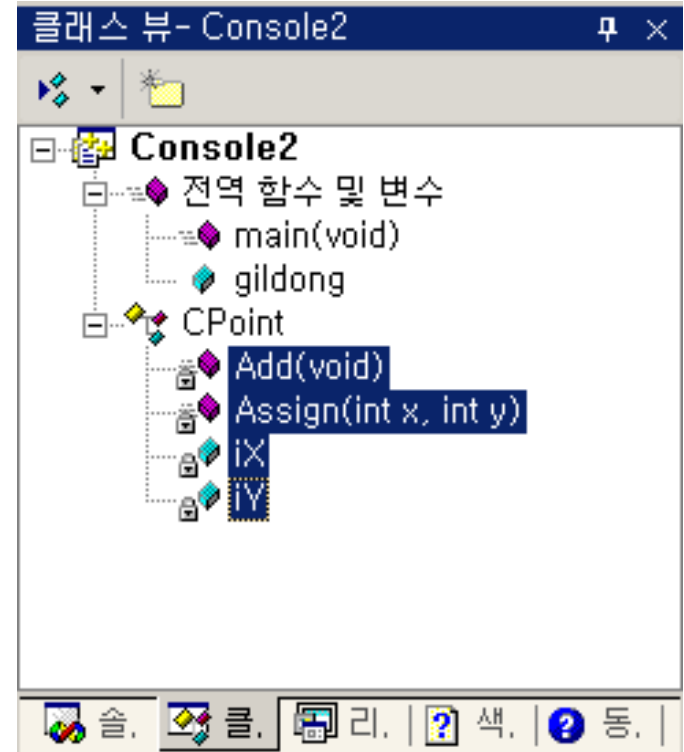 클래스 뷰- Console2
Console2
전역 함수 및 변수
main(void)
gildong
CPoint
Add(void)
Assign(int x, int y)
iX
iY
솔. 클. 리. 색. 동.